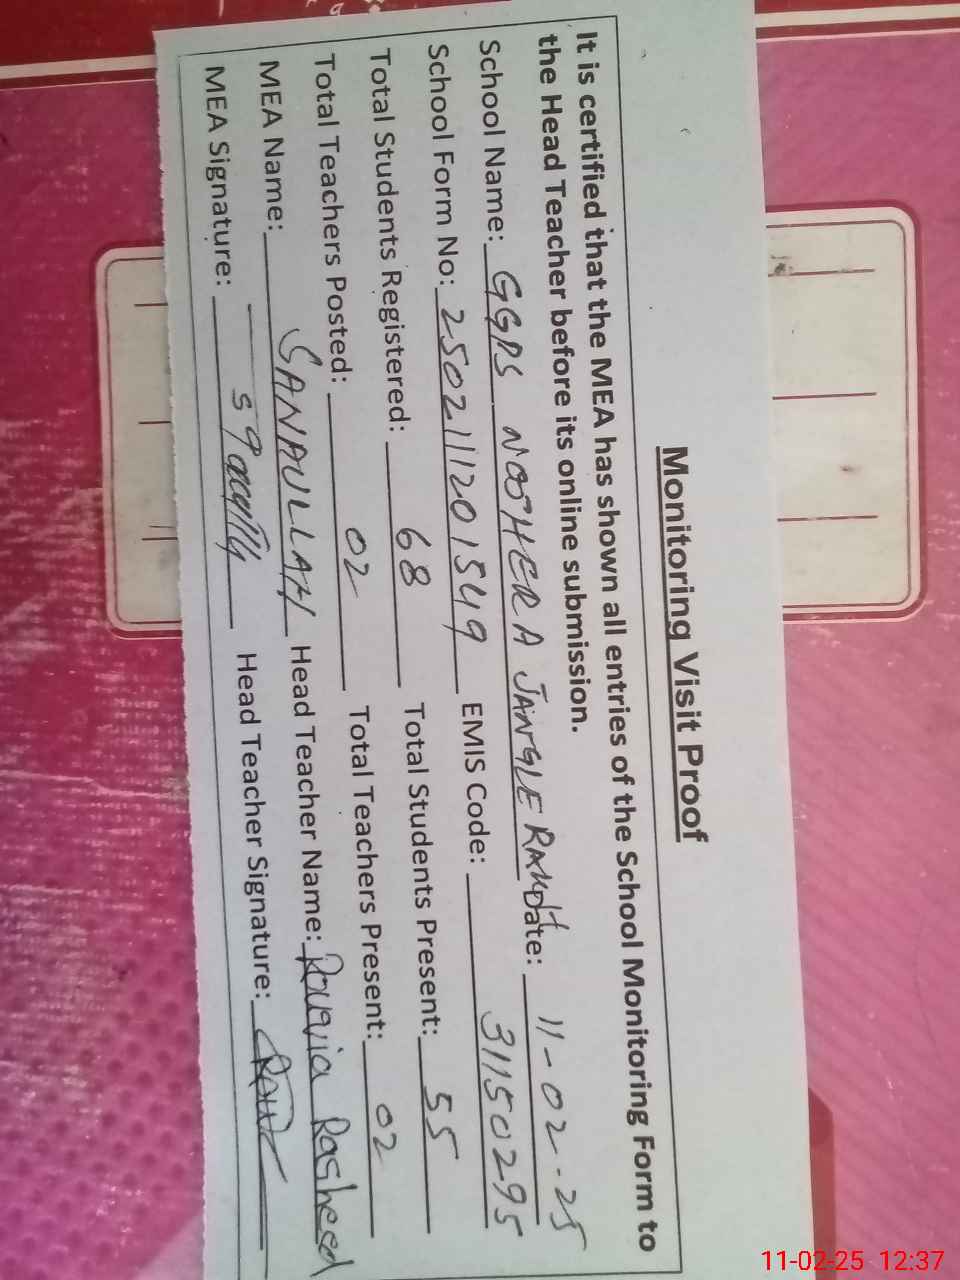 Monitoring Visit Proof
It is certified that the MEA has shown all entries of the School Monitoring Form to
the Head Teacher before its online submission.
School Name: GGPS NOOHERA JANGLE Date: 11-02-25
School Form No: 2502111201549 EMIS Code: 31150295
Total Students Registered: 68 Total Students Present: 55
Total Teachers Posted: 02 Total Teachers Present: 02
MEA Name: SANAULLAH Head Teacher Name: Rasheed
MEA Signature: Head Teacher Signature:
11-02-25 12:37